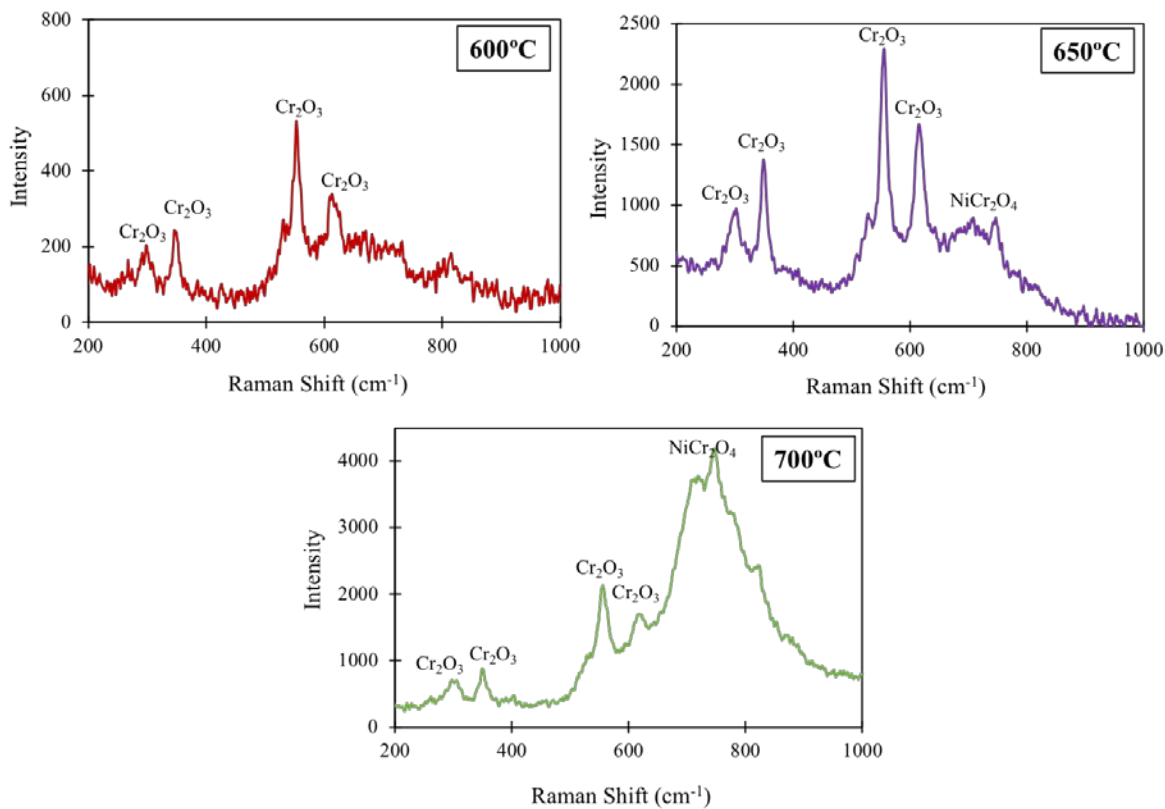 600ºC
Intensity
800
600
400
200
0
Cr₂O₃
Cr₂O₃
Cr₂O₃
Cr₂O₃
200 400 600 800 1000
Raman Shift (cm⁻¹)
650ºC
Intensity
2500
2000
1500
1000
500
0
Cr₂O₃
Cr₂O₃
Cr₂O₃
Cr₂O₃
NiCr₂O₄
200 400 600 800 1000
Raman Shift (cm⁻¹)
700ºC
Intensity
4000
3000
2000
1000
0
NiCr₂O₄
Cr₂O₃
Cr₂O₃
Cr₂O₃
Cr₂O₃
200 400 600 800 1000
Raman Shift (cm⁻¹)